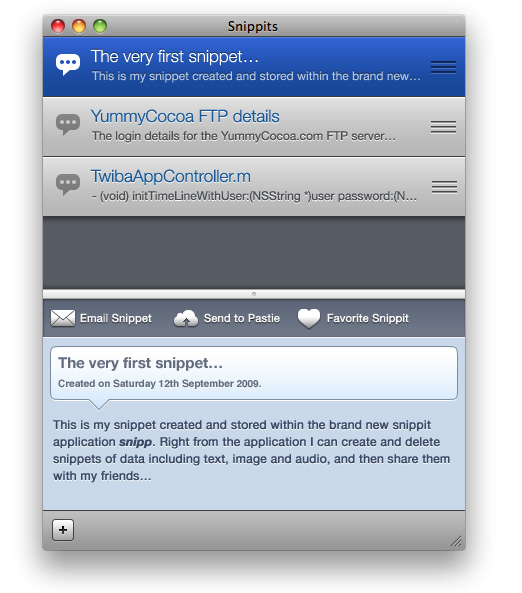 Snippits
The very first snippet...
This is my snippet created and stored within the brand new...
YummyCocoa FTP details
The login details for the YummyCocoa.com FTP server...
TwibaAppController.m
- (void) initTimeLineWithUser:(NSString *)user password:(N...
Email Snippet
Send to Pastie
Favorite Snippit
The very first snippet...
Created on Saturday 12th September 2009.
This is my snippet created and stored within the brand new snippit
application snipp. Right from the application I can create and delete
snippets of data including text, image and audio, and then share them
with my friends...